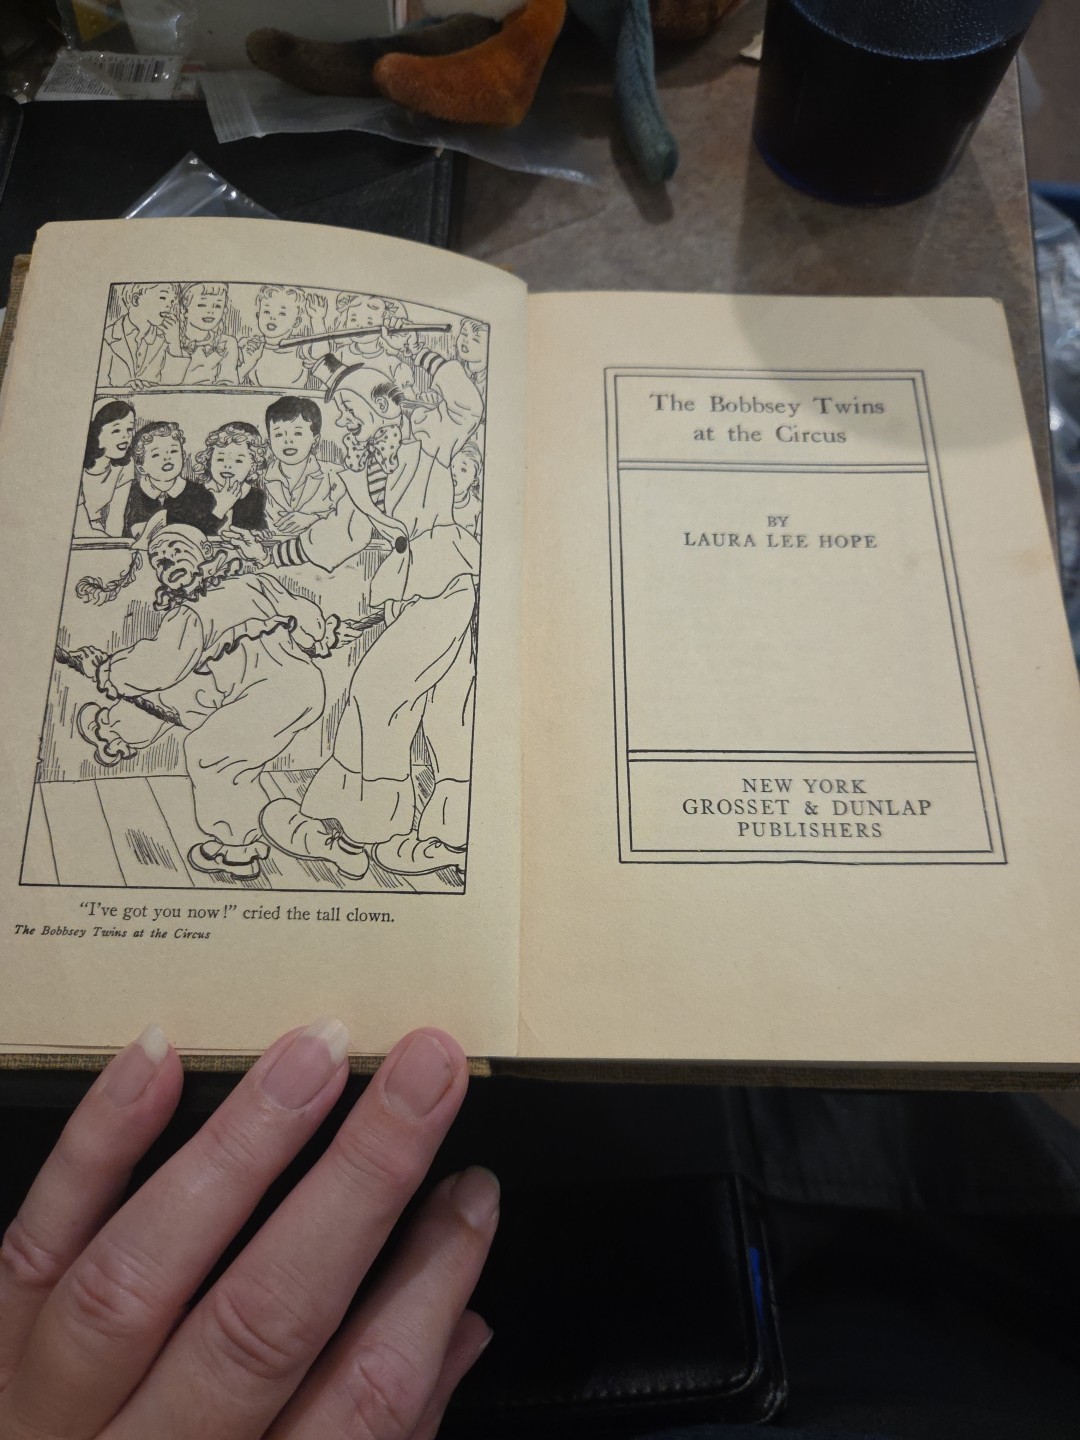 "I've got you now!" cried the tall clown.
The Bobbsey Twins at the Circus
The Bobbsey Twins
at the Circus
BY
LAURA LEE HOPE
NEW YORK
GROSSET & DUNLAP
PUBLISHERS